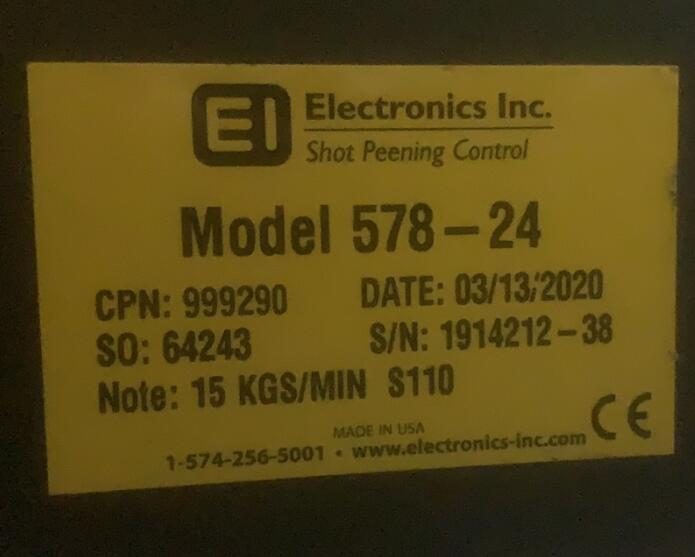 EI Electronics Inc.
Shot Peening Control
Model 578-24
CPN: 999290 DATE: 03/13/2020
SO: 64243 S/N: 1914212-38
Note: 15 KGS/MIN S110
CE
MADE IN USA
1-574-256-5001 • www.electronics-inc.com